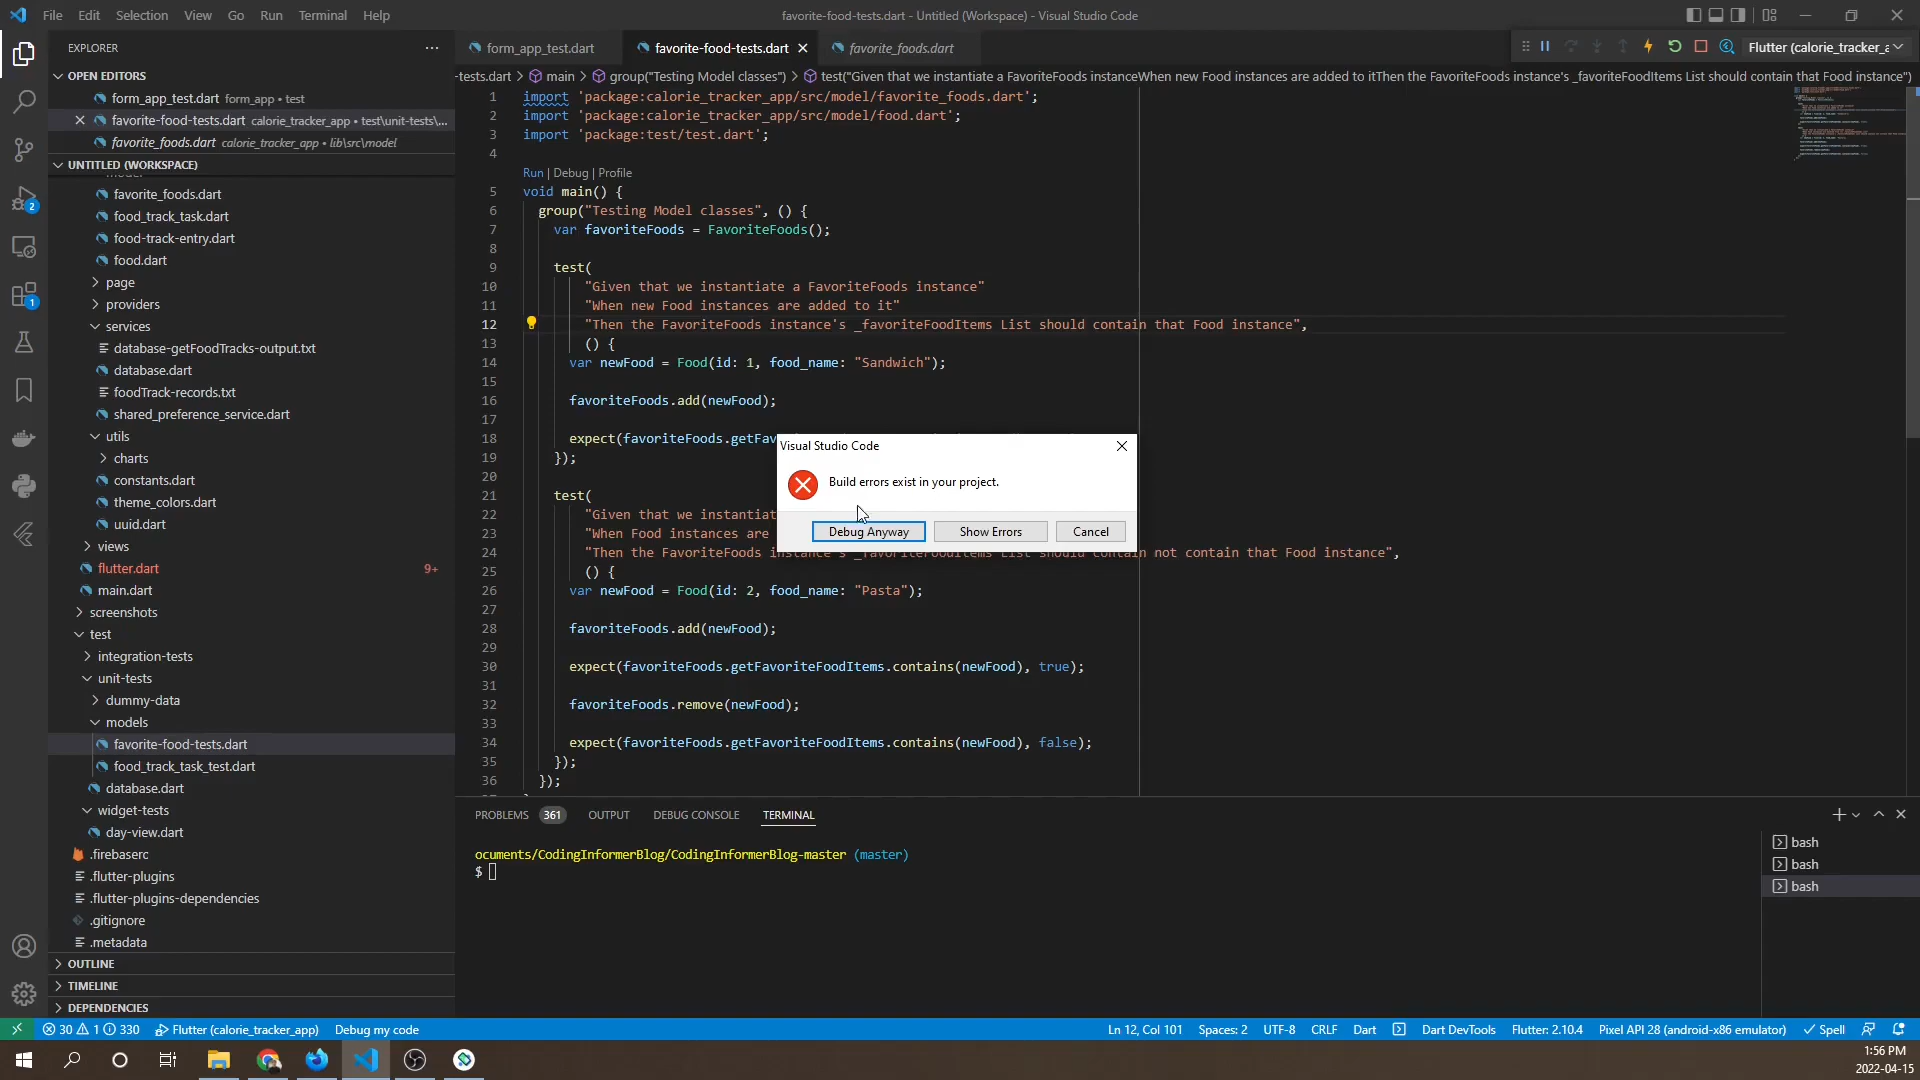 File Edit Selection View Go Run Terminal Help
favorite-food-tests.dart - Untitled (Workspace) - Visual Studio Code
EXPLORER
OPEN EDITORS
form_app_test.dart form_app • test
favorite-food-tests.dart calorie_tracker_app • test\unit-tests\...
favorite_foods.dart calorie_tracker_app • lib\src\model
UNTITLED (WORKSPACE)
favorite_foods.dart
food_track_task.dart
food-track-entry.dart
food.dart
page
providers
services
database-getFoodTracks-output.txt
database.dart
foodTrack-records.txt
shared_preference_service.dart
utils
charts
constants.dart
theme_colors.dart
uuid.dart
views
flutter.dart 9+
main.dart
screenshots
test
integration-tests
unit-tests
dummy-data
models
favorite-food-tests.dart
food_track_task_test.dart
database.dart
widget-tests
day-view.dart
.firebaserc
.flutter-plugins
.flutter-plugins-dependencies
.gitignore
.metadata
OUTLINE
TIMELINE
DEPENDENCIES
2
1
form_app_test.dart favorite-food-tests.dart favorite_foods.dart
Flutter (calorie_tracker_a
-tests.dart > main > group("Testing Model classes") > test("Given that we instantiate a FavoriteFoods instanceWhen new Food instances are added to itThen the FavoriteFoods instance's _favoriteFoodItems List should contain that Food instance")
1 import 'package:calorie_tracker_app/src/model/favorite_foods.dart';
2 import 'package:calorie_tracker_app/src/model/food.dart';
3 import 'package:test/test.dart';
4
Run | Debug | Profile
5 void main() {
6 group("Testing Model classes", () {
7 var favoriteFoods = FavoriteFoods();
8
9 test(
10 "Given that we instantiate a FavoriteFoods instance"
11 "When new Food instances are added to it"
12 "Then the FavoriteFoods instance's _favoriteFoodItems List should contain that Food instance",
13 () {
14 var newFood = Food(id: 1, food_name: "Sandwich");
15
16 favoriteFoods.add(newFood);
17
18 expect(favoriteFoods.getFav
19 });
20
21 test(
22 "Given that we instantiat
23 "When Food instances are
24 "Then the FavoriteFoods instance's _favoriteFoodItems List should contain not contain that Food instance",
25 () {
26 var newFood = Food(id: 2, food_name: "Pasta");
27
28 favoriteFoods.add(newFood);
29
30 expect(favoriteFoods.getFavoriteFoodItems.contains(newFood), true);
31
32 favoriteFoods.remove(newFood);
33
34 expect(favoriteFoods.getFavoriteFoodItems.contains(newFood), false);
35 });
36 });
Visual Studio Code
Build errors exist in your project.
Debug Anyway Show Errors Cancel
PROBLEMS 361 OUTPUT DEBUG CONSOLE TERMINAL
ocuments/CodingInformerBlog/CodingInformerBlog-master (master)
$
bash
bash
bash
30 1 330 Flutter (calorie_tracker_app) Debug my code
Ln 12, Col 101 Spaces: 2 UTF-8 CRLF Dart Dart DevTools Flutter: 2.10.4 Pixel API 28 (android-x86 emulator) Spell
1:56 PM
2022-04-15